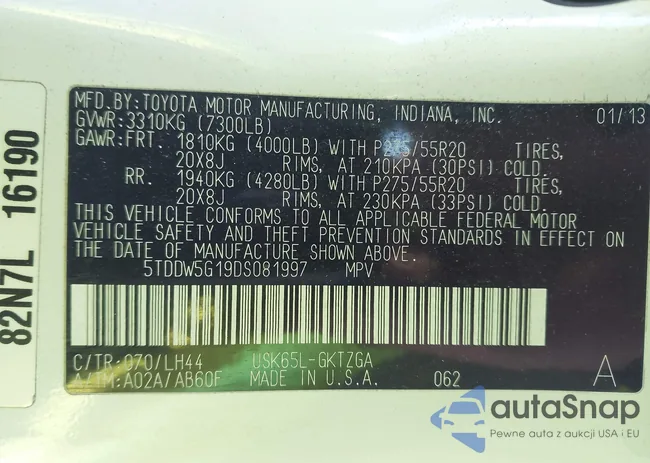 MFD.BY:TOYOTA MOTOR MANUFACTURING, INDIANA, INC. 01/13
GVWR:3310KG (7300LB)
GAWR:FRT. 1810KG (4000LB) WITH P275/55R20 TIRES,
20X8J RIMS, AT 210KPA (30PSI) COLD.
RR. 1940KG (4280LB) WITH P275/55R20 TIRES,
20X8J RIMS, AT 230KPA (33PSI) COLD.
THIS VEHICLE CONFORMS TO ALL APPLICABLE FEDERAL MOTOR
VEHICLE SAFETY AND THEFT PREVENTION STANDARDS IN EFFECT ON
THE DATE OF MANUFACTURE SHOWN ABOVE.
5TDDW5G19DS081997 MPV
C/TR:070/LH44 USK65L-GKTZGA
A/TM:A02A/AB60F MADE IN U.S.A. 062 A
82N7L 16190
autaSnap
Pewne auta z aukcji USA i EU